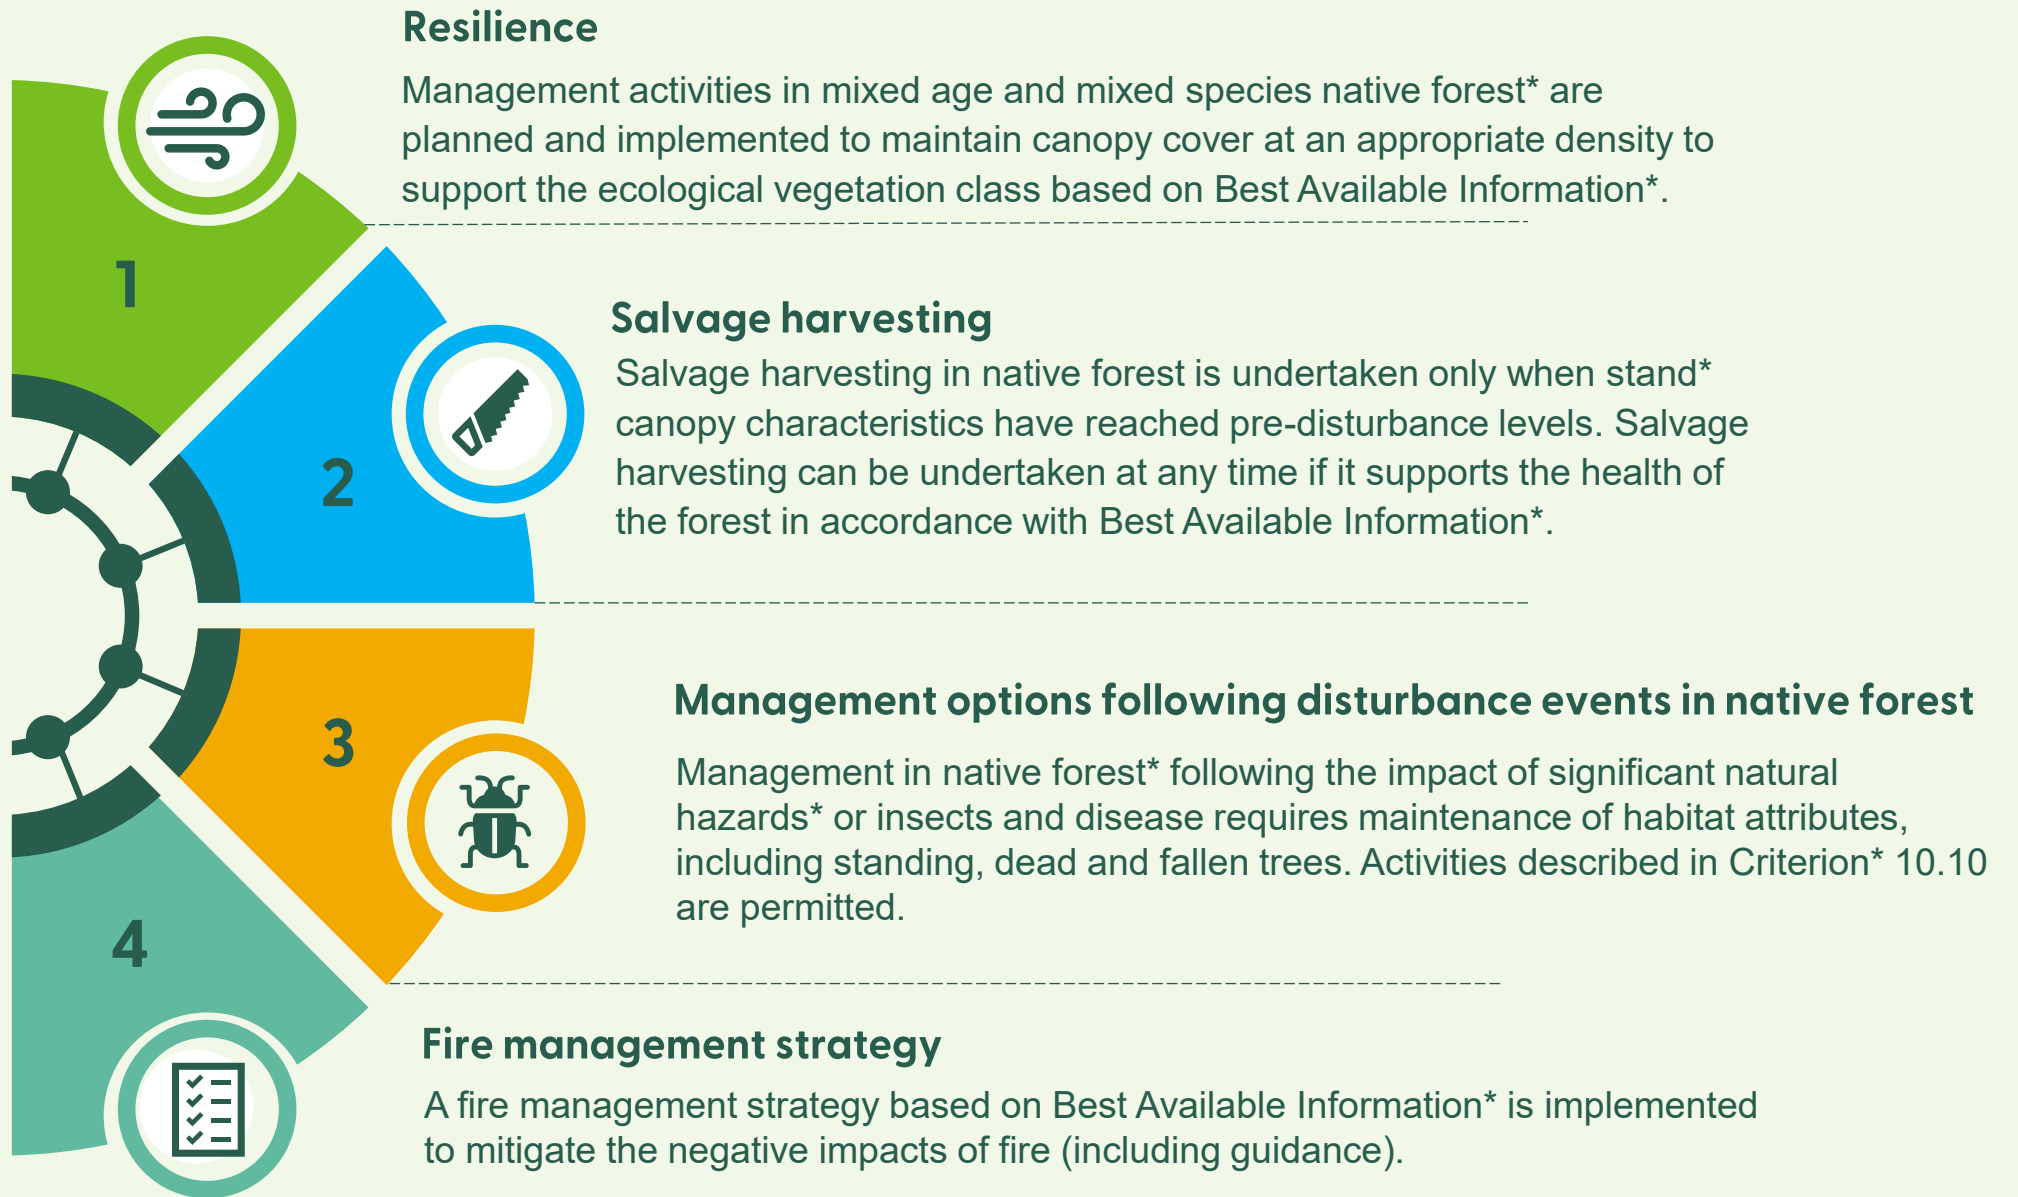 Resilience
Management activities in mixed age and mixed species native forest* are
planned and implemented to maintain canopy cover at an appropriate density to
support the ecological vegetation class based on Best Available Information*.
1
Salvage harvesting
Salvage harvesting in native forest is undertaken only when stand*
canopy characteristics have reached pre-disturbance levels. Salvage
harvesting can be undertaken at any time if it supports the health of
the forest in accordance with Best Available Information*.
2
Management options following disturbance events in native forest
Management in native forest* following the impact of significant natural
hazards* or insects and disease requires maintenance of habitat attributes,
including standing, dead and fallen trees. Activities described in Criterion* 10.10
are permitted.
3
Fire management strategy
A fire management strategy based on Best Available Information* is implemented
to mitigate the negative impacts of fire (including guidance).
4